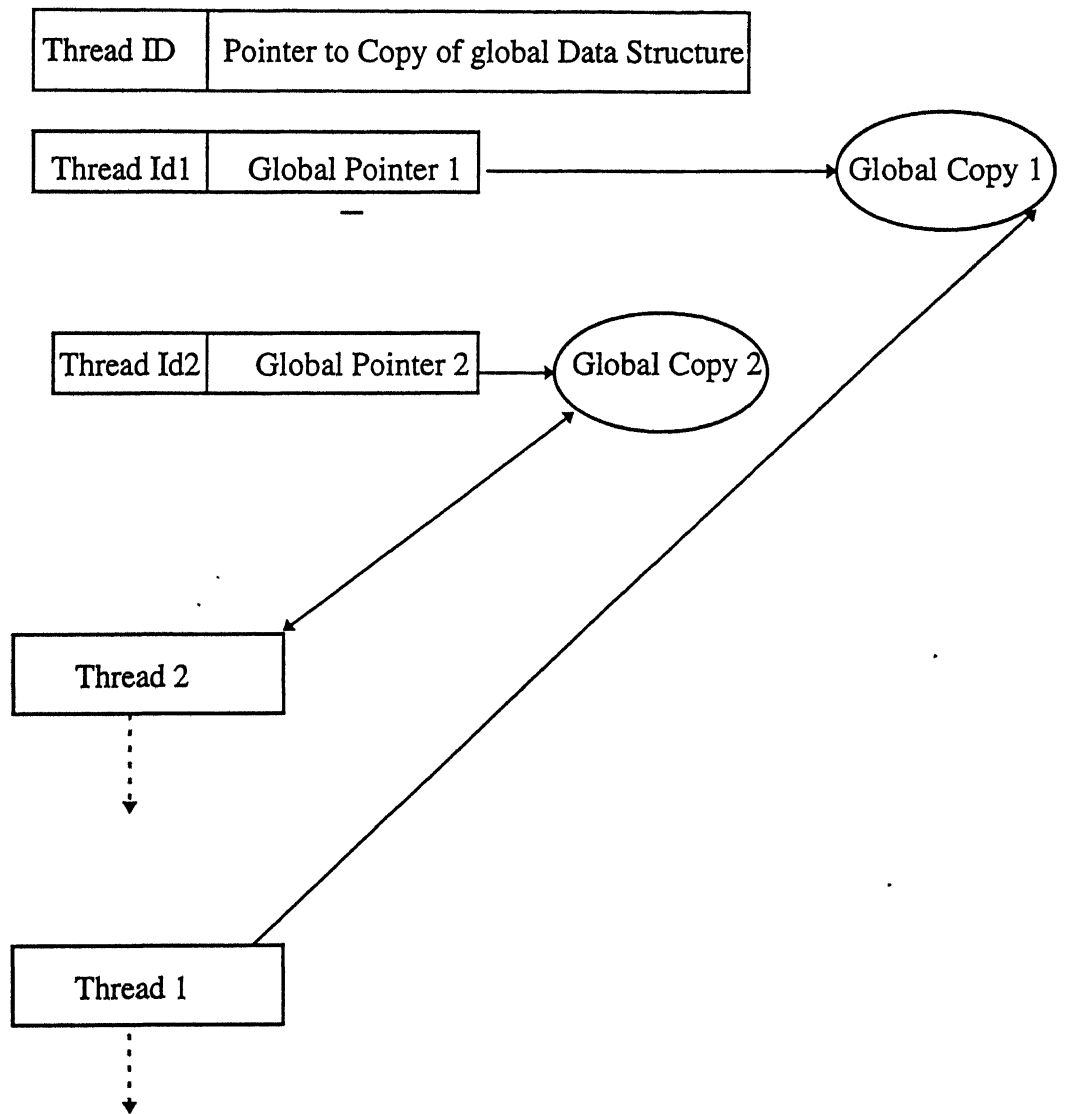 Thread ID Pointer to Copy of global Data Structure
Thread Id1 Global Pointer 1 Global Copy 1
Thread Id2 Global Pointer 2 Global Copy 2
Thread 2
Thread 1